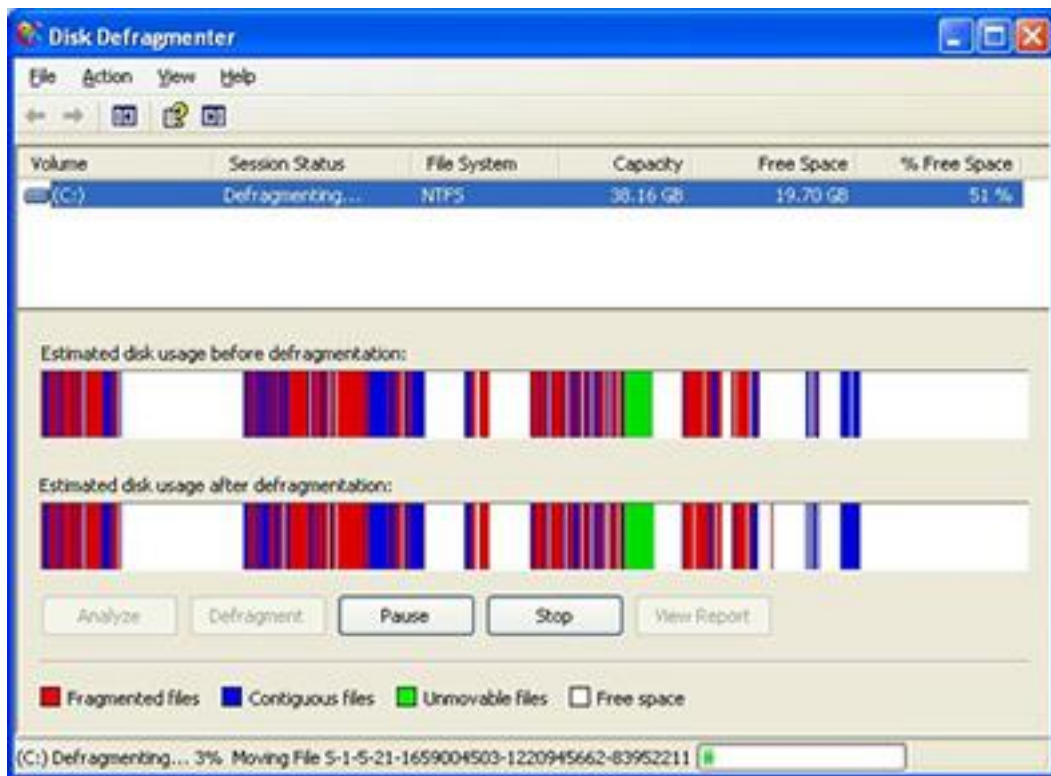 Disk Defragmenter
File Action View Help
Volume Session Status File System Capacity Free Space % Free Space
(C:) Defragmenting... NTFS 38.16 GB 19.70 GB 51 %
Estimated disk usage before defragmentation:
Estimated disk usage after defragmentation:
Analyze Defragment Pause Stop View Report
Fragmented files Contiguous files Unmovable files Free space
(C:) Defragmenting... 3% Moving File S-1-5-21-1659004503-1220945662-83952211